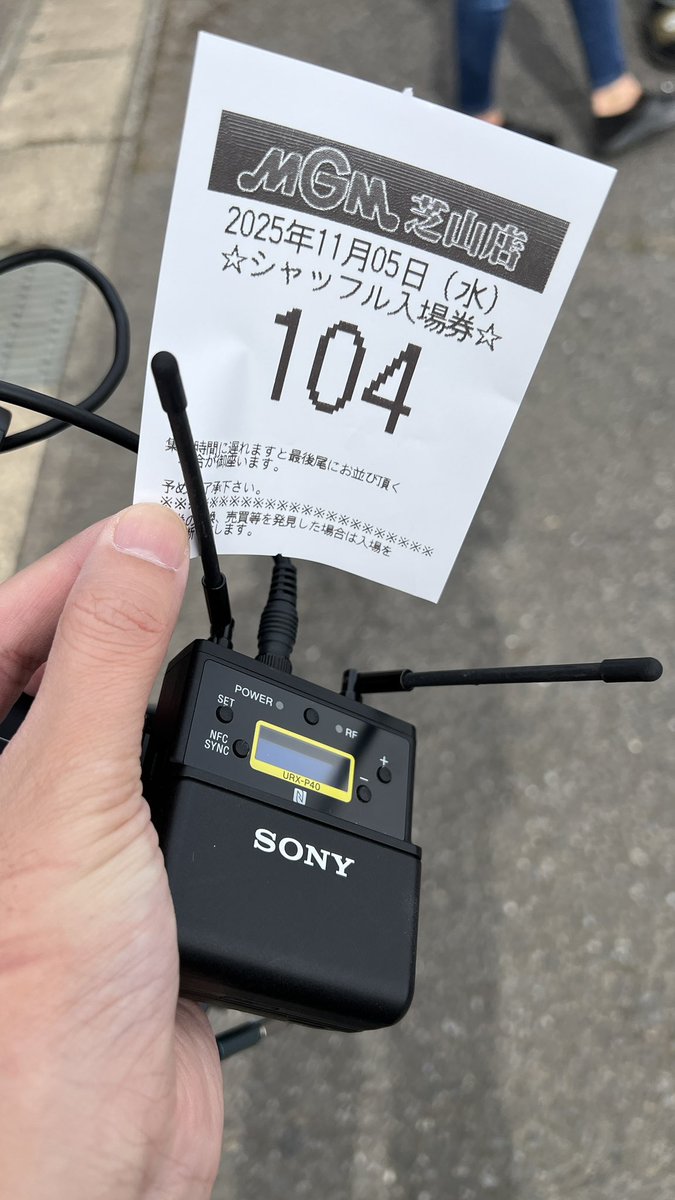 MGM 芝山店
2025年11月05日（水）
☆シャッフル入場券☆
104
時間に遅れますと最後尾にお並び頂く
合が御座います。
予め 承下さい。
※※※※※※※※※※※※※※※※※※※※※※
、売買等を発見した場合は入場を
します。
POWER
SET
RF
NFC
SYNC
+
−
URX-P40
N
SONY